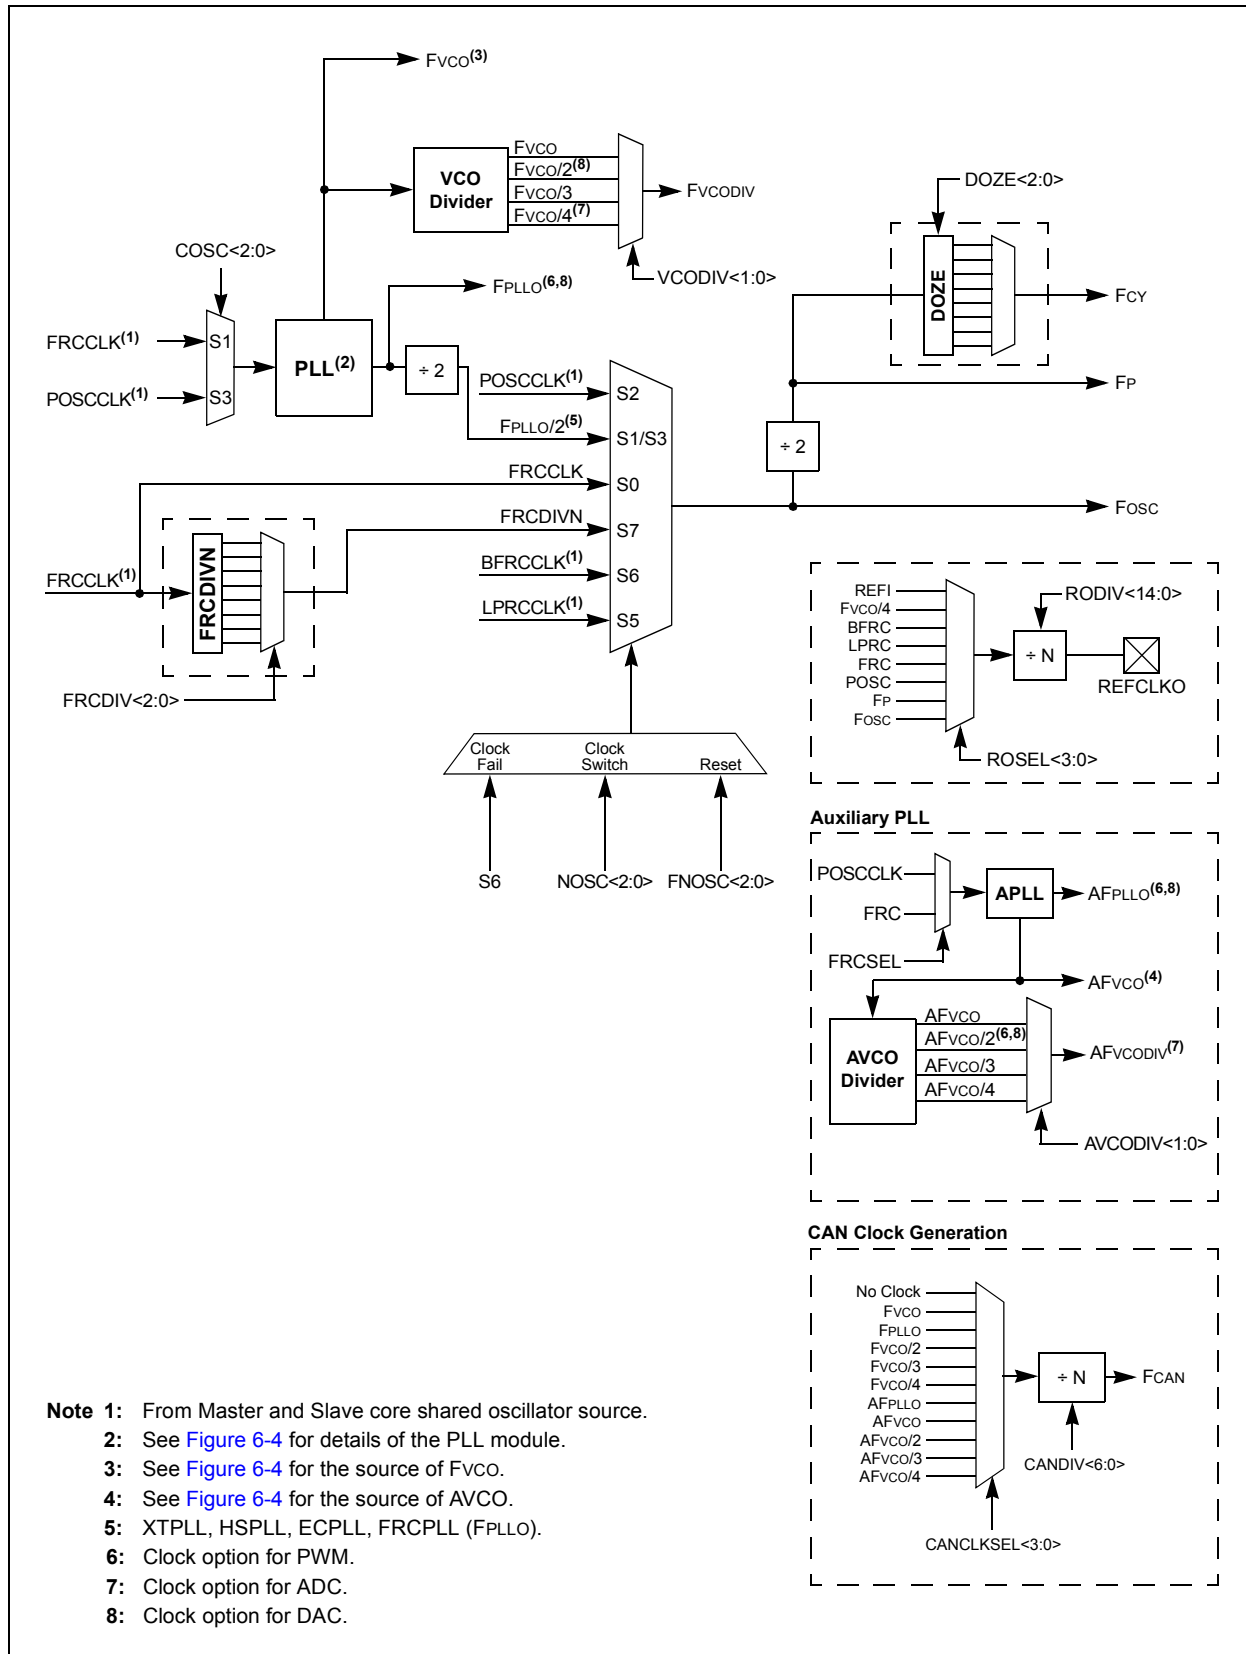 FVCO(3)
VCO
Divider
FVCO
FVCO/2(8)
FVCO/3
FVCO/4(7)
FVCODIV
VCODIV<1:0>
DOZE<2:0>
DOZE
FCY
FP
÷ 2
FOSC
COSC<2:0>
FPLLO(6,8)
FRCCLK(1)
S1
POSCCLK(1)
S3
PLL(2)
÷ 2
POSCCLK(1)
S2
FPLLO/2(5)
S1/S3
FRCCLK
S0
FRCDIVN
S7
BFRCCLK(1)
S6
LPRCCLK(1)
S5
FRCCLK(1)
FRCDIVN
FRCDIV<2:0>
Clock
Fail
Clock
Switch
Reset
S6
NOSC<2:0>
FNOSC<2:0>
REFI
FVCO/4
BFRC
LPRC
FRC
POSC
FP
FOSC
RODIV<14:0>
÷ N
REFCLKO
ROSEL<3:0>
Auxiliary PLL
POSCCLK
FRC
FRCSEL
APLL
AFPLLO(6,8)
AFVCO(4)
AVCO
Divider
AFVCO
AFVCO/2(6,8)
AFVCO/3
AFVCO/4
AFVCODIV(7)
AVCODIV<1:0>
CAN Clock Generation
No Clock
FVCO
FPLLO
FVCO/2
FVCO/3
FVCO/4
AFPLLO
AFVCO
AFVCO/2
AFVCO/3
AFVCO/4
÷ N
FCAN
CANDIV<6:0>
CANCLKSEL<3:0>
Note 1: From Master and Slave core shared oscillator source.
2: See Figure 6-4 for details of the PLL module.
3: See Figure 6-4 for the source of FVCO.
4: See Figure 6-4 for the source of AVCO.
5: XTPLL, HSPLL, ECPLL, FRCPLL (FPLLO).
6: Clock option for PWM.
7: Clock option for ADC.
8: Clock option for DAC.